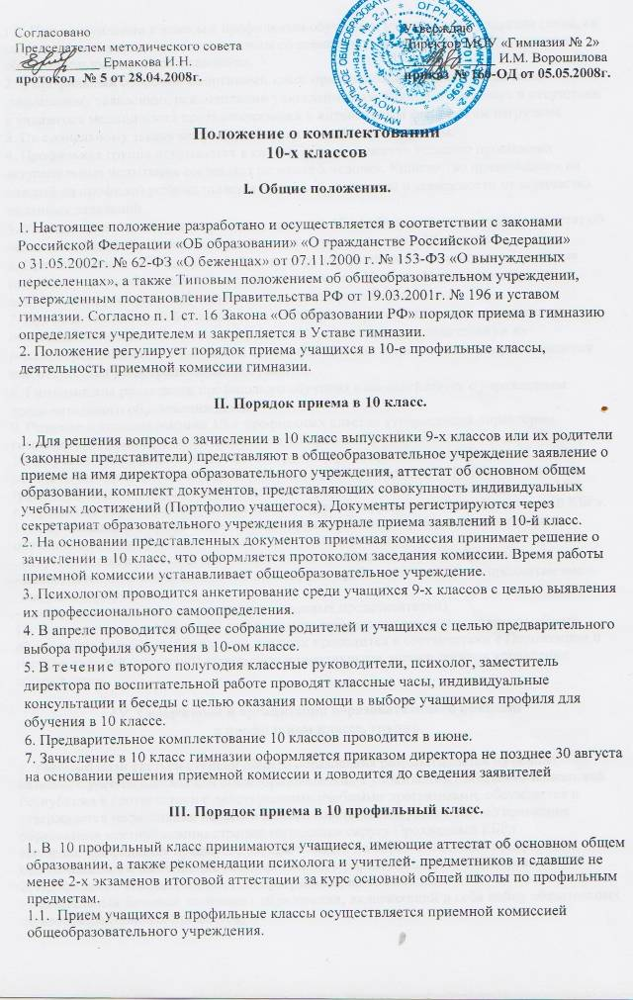 Согласовано
Председателем методического совета
Ермакова И.Н.
протокол № 5 от 28.04.2008г.
Утверждаю
Директор МОУ «Гимназия № 2»
И.М. Ворошилова
приказ № 160-ОД от 05.05.2008г.
Положение о комплектовании
10-х классов
I. Общие положения.
1. Настоящее положение разработано и осуществляется в соответствии с законами
Российской Федерации «ОБ образовании» «О гражданстве Российской Федерации»
о 31.05.2002г. № 62-ФЗ «О беженцах» от 07.11.2000 г. № 153-ФЗ «О вынужденных
переселенцах», а также Типовым положением об общеобразовательном учреждении,
утвержденным постановление Правительства РФ от 19.03.2001г. № 196 и уставом
гимназии. Согласно п.1 ст. 16 Закона «Об образовании РФ» порядок приема в гимназию
определяется учредителем и закрепляется в Уставе гимназии.
2. Положение регулирует порядок приема учащихся в 10-е профильные классы,
деятельность приемной комиссии гимназии.
II. Порядок приема в 10 класс.
1. Для решения вопроса о зачислении в 10 класс выпускники 9-х классов или их родители
(законные представители) представляют в общеобразовательное учреждение заявление о
приеме на имя директора образовательного учреждения, аттестат об основном общем
образовании, комплект документов, представляющих совокупность индивидуальных
учебных достижений (Портфолио учащегося). Документы регистрируются через
секретариат образовательного учреждения в журнале приема заявлений в 10-й класс.
2. На основании представленных документов приемная комиссия принимает решение о
зачислении в 10 класс, что оформляется протоколом заседания комиссии. Время работы
приемной комиссии устанавливает общеобразовательное учреждение.
3. Психологом проводится анкетирование среди учащихся 9-х классов с целью выявления
их профессионального самоопределения.
4. В апреле проводится общее собрание родителей и учащихся с целью предварительного
выбора профиля обучения в 10-ом классе.
5. В течение второго полугодия классные руководители, психолог, заместитель
директора по воспитательной работе проводят классные часы, индивидуальные
консультации и беседы с целью оказания помощи в выборе учащимися профиля для
обучения в 10 классе.
6. Предварительное комплектование 10 классов проводится в июне.
7. Зачисление в 10 класс гимназии оформляется приказом директора не позднее 30 августа
на основании решения приемной комиссии и доводится до сведения заявителей
III. Порядок приема в 10 профильный класс.
1. В 10 профильный класс принимаются учащиеся, имеющие аттестат об основном общем
образовании, а также рекомендации психолога и учителей- предметников и сдавшие не
менее 2-х экзаменов итоговой аттестации за курс основной общей школы по профильным
предметам.
1.1. Прием учащихся в профильные классы осуществляется приемной комиссией
общеобразовательного учреждения.